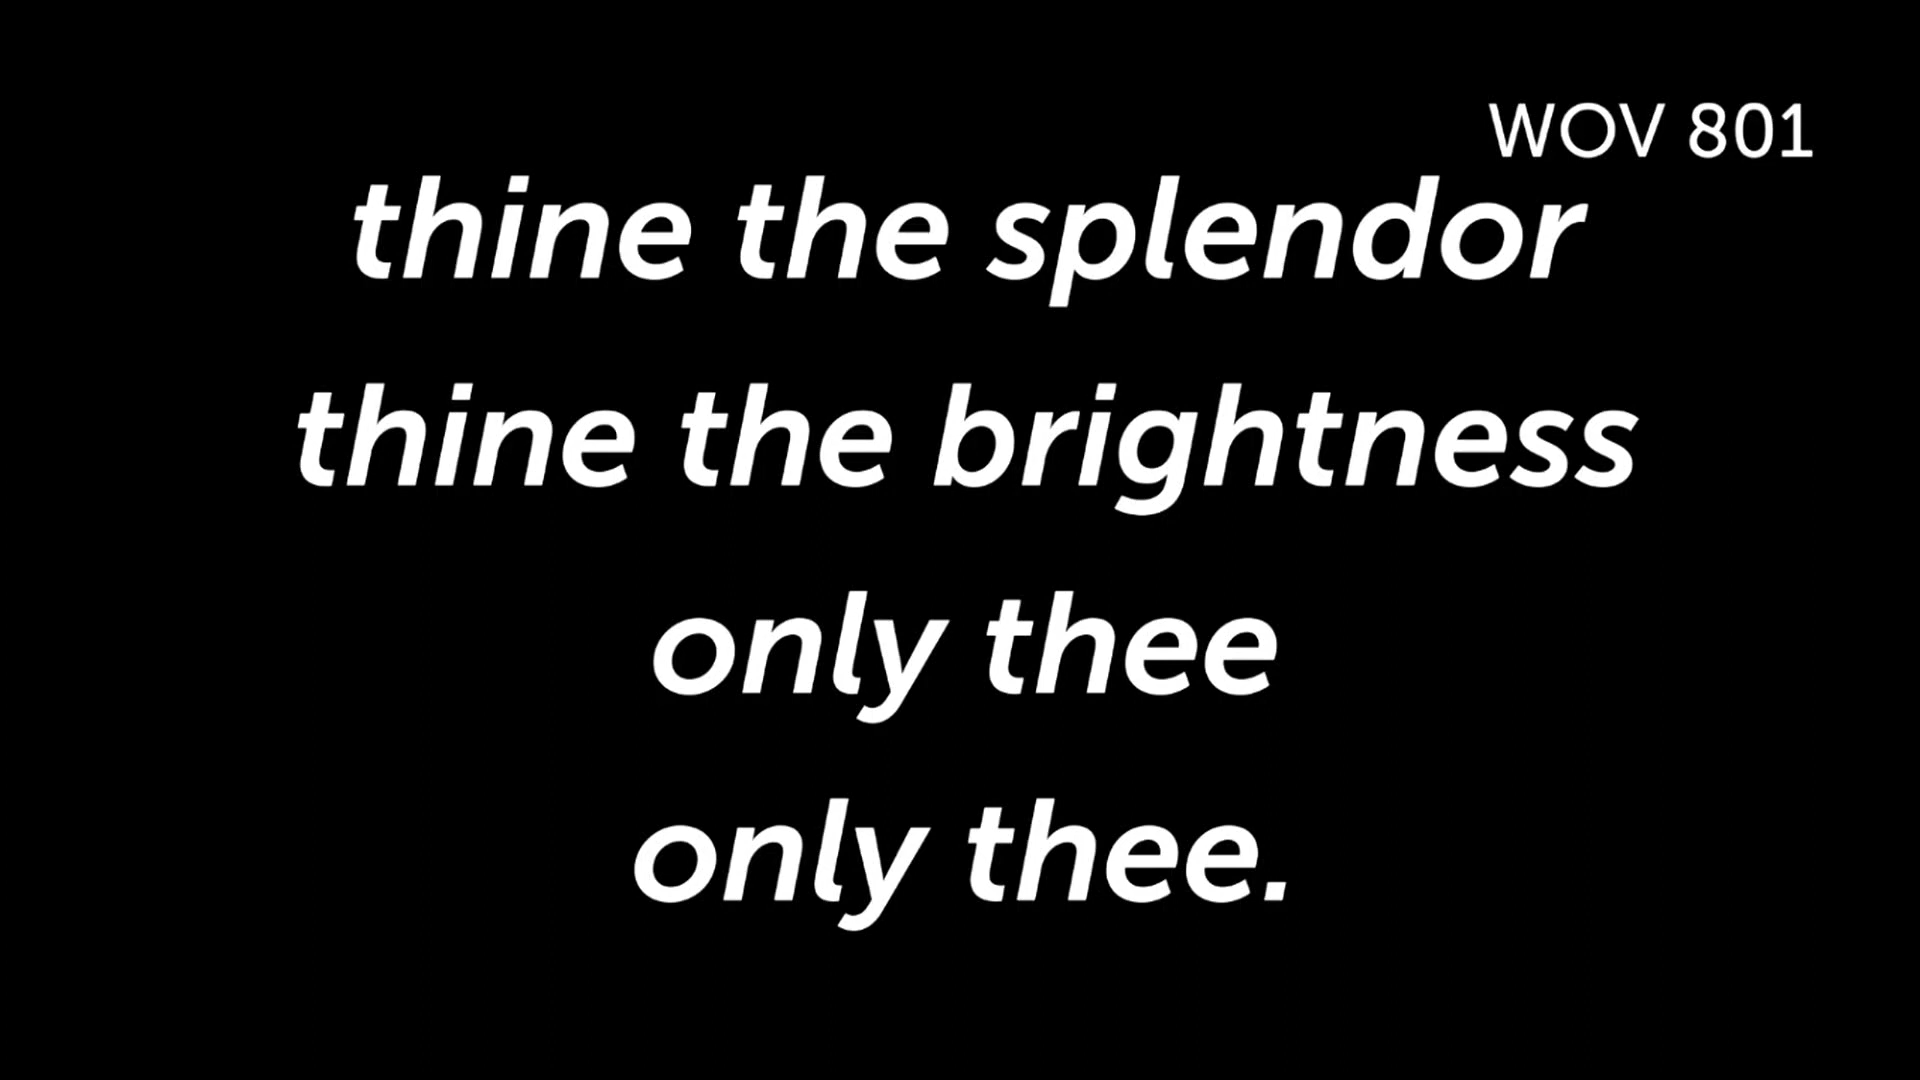 WOV 801
thine the splendor
thine the brightness
only thee
only thee.